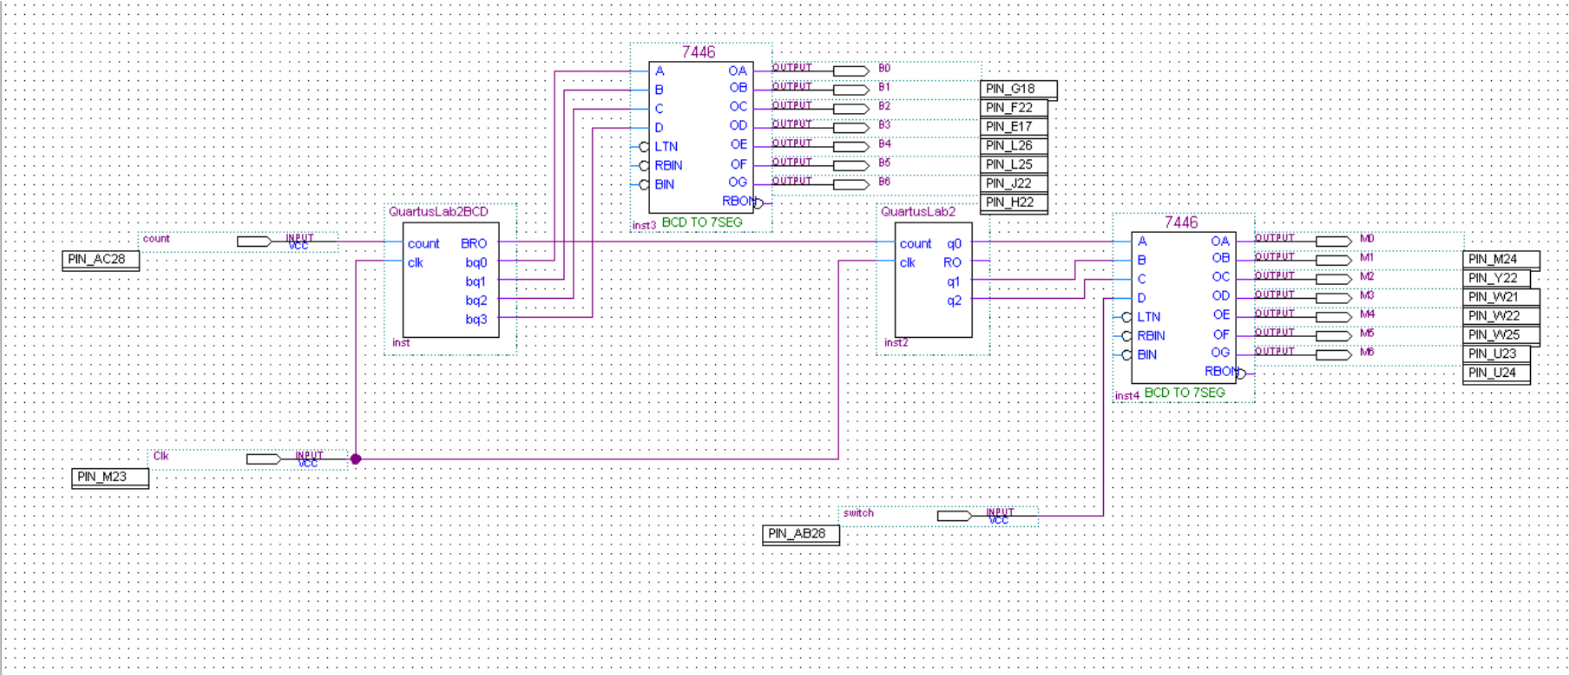 7446
A OA OUTPUT B0
B OB OUTPUT B1 PIN_G18
C OC OUTPUT B2 PIN_F22
D OD OUTPUT B3 PIN_E17
LTN OE OUTPUT B4 PIN_L26
RBIN OF OUTPUT B5 PIN_L25
BIN OG OUTPUT B6 PIN_J22
RBON PIN_H22
inst3 BCD TO 7SEG
QuartusLab2BCD
count INPUT VCC
PIN_AC28
count BRO
clk bq0
bq1
bq2
bq3
inst
QuartusLab2
count q0
clk RO
q1
q2
inst2
7446
A OA OUTPUT M0
B OB OUTPUT M1 PIN_M24
C OC OUTPUT M2 PIN_Y22
D OD OUTPUT M3 PIN_W21
LTN OE OUTPUT M4 PIN_W22
RBIN OF OUTPUT M5 PIN_W25
BIN OG OUTPUT M6 PIN_U23
RBON PIN_U24
inst4 BCD TO 7SEG
Clk INPUT VCC
PIN_M23
switch INPUT VCC
PIN_AB28